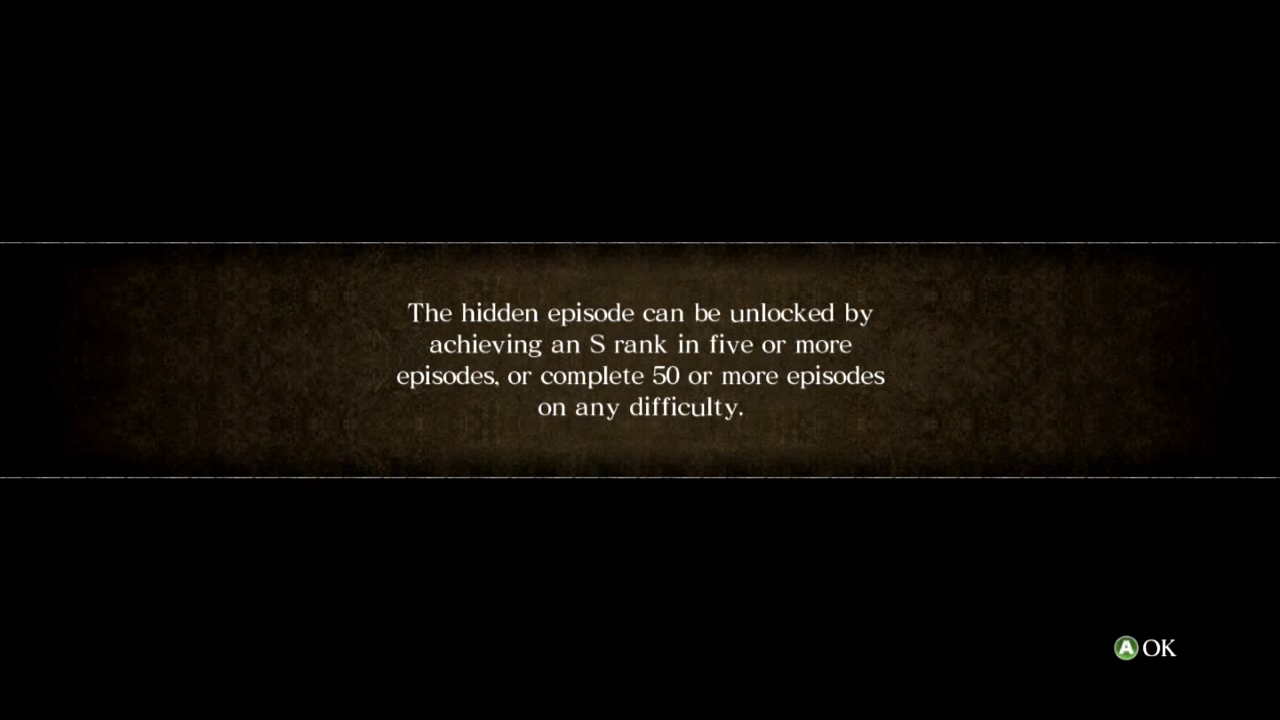 The hidden episode can be unlocked by
achieving an S rank in five or more
episodes, or complete 50 or more episodes
on any difficulty.
A OK